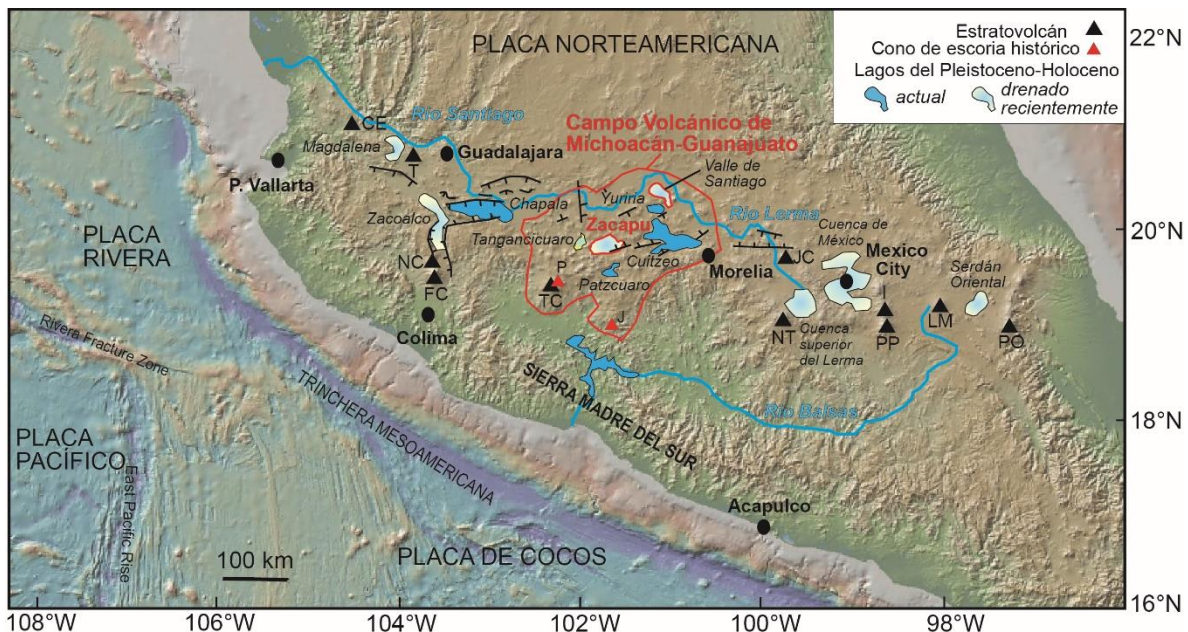 PLACA NORTEAMERICANA
Estratovolcán
Cono de escoria histórico
Lagos del Pleistoceno-Holoceno
actual
drenado
recientemente
22°N
20°N
18°N
16°N
Río Santiago
CE
Magdalena
T
Guadalajara
P. Vallarta
Campo Volcánico de
Michoacán-Guanajuato
Valle de
Santiago
Yuriria
Chapala
Zacoalco
Río Lerma
Cuenca de
México
Zacapu
Tangancicuaro
PLACA
RIVERA
NC
FC
P
TC
Cuitzeo
Patzcuaro
Morelia
JC
Mexico
City
Serdán
Oriental
I
J
Colima
NT
Cuenca
superior
del Lerma
PP
LM
PO
Rivera Fracture Zone
TRINCHERA MESOAMERICANA
SIERRA MADRE DEL SUR
Río Balsas
PLACA
PACÍFICO
East Pacific Rise
Acapulco
PLACA DE COCOS
100 km
108°W
106°W
104°W
102°W
100°W
98°W